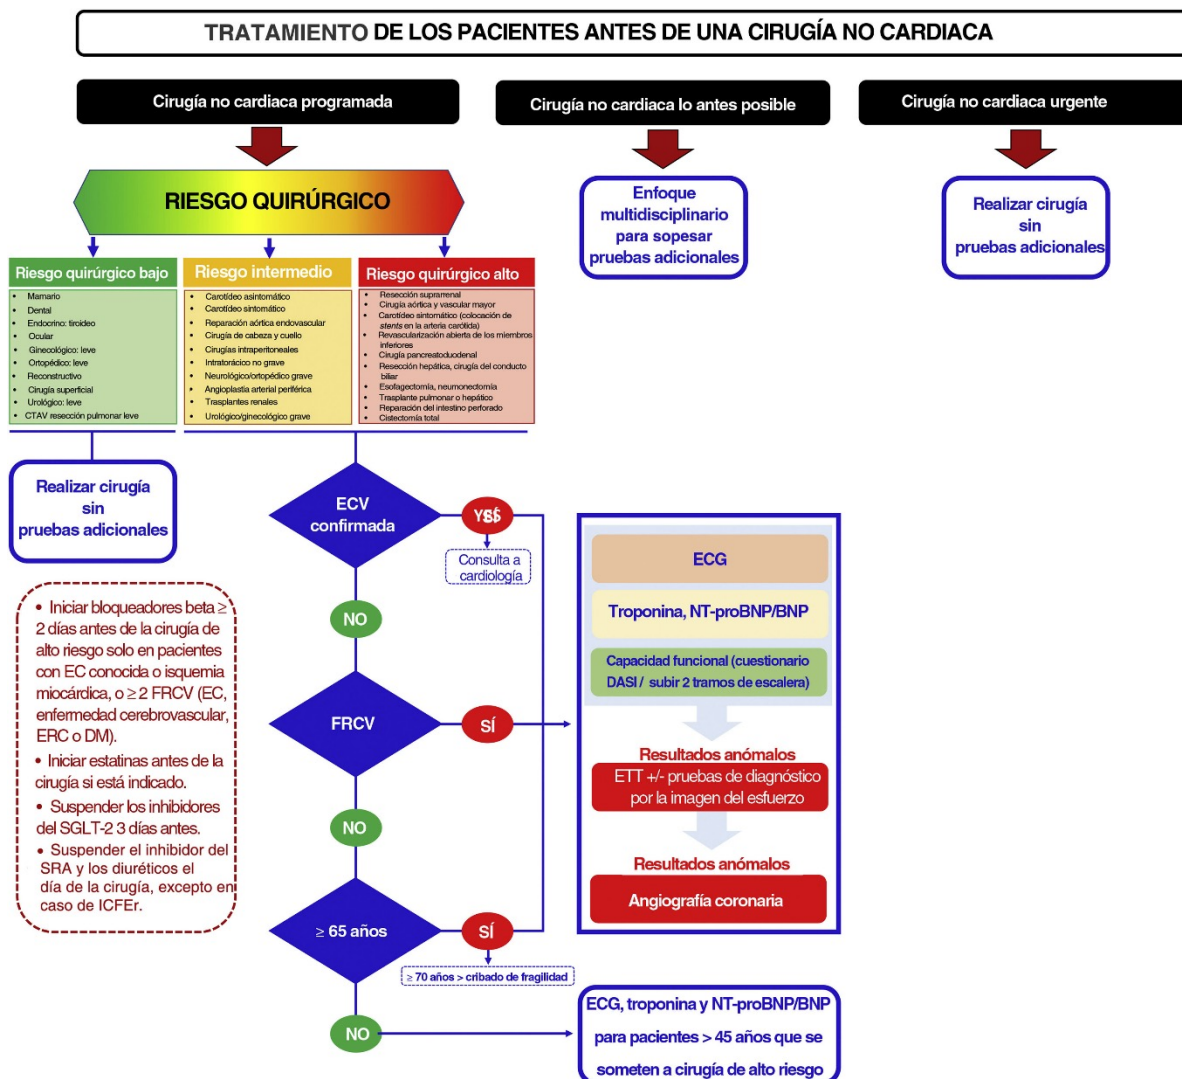 TRATAMIENTO DE LOS PACIENTES ANTES DE UNA CIRUGÍA NO CARDIACA
Cirugía no cardiaca programada
Cirugía no cardiaca lo antes posible
Cirugía no cardiaca urgente
RIESGO QUIRÚRGICO
Enfoque
multidisciplinario
para sopesar
pruebas adicionales
Realizar cirugía
sin
pruebas adicionales
Riesgo quirúrgico bajo
• Mamario
• Dental
• Endocrino: tiroideo
• Ocular
• Ginecológico: leve
• Ortopédico: leve
• Reconstructivo
• Cirugía superficial
• Urológico: leve
• CTAV resección pulmonar leve
Riesgo intermedio
• Carotídeo asintomático
• Carotídeo sintomático
• Reparación aórtica endovascular
• Cirugía de cabeza y cuello
• Cirugías intraperitoneales
• Intratorácico no grave
• Neurológico/ortopédico grave
• Angioplastia arterial periférica
• Trasplantes renales
• Urológico/ginecológico grave
Riesgo quirúrgico alto
• Resección suprarrenal
• Cirugía aórtica y vascular mayor
• Carotídeo sintomático (colocación de
stents en la arteria carótida)
• Revascularización abierta de los miembros
inferiores
• Cirugía pancreatoduodenal
• Resección hepática, cirugía del conducto
biliar
• Esofagectomía, neumonectomía
• Trasplante pulmonar o hepático
• Reparación del intestino perforado
• Cistectomía total
Realizar cirugía
sin
pruebas adicionales
• Iniciar bloqueadores beta ≥
2 días antes de la cirugía de
alto riesgo solo en pacientes
con EC conocida o isquemia
miocárdica, o ≥ 2 FRCV (EC,
enfermedad cerebrovascular,
ERC o DM).
• Iniciar estatinas antes de la
cirugía si está indicado.
• Suspender los inhibidores
del SGLT-2 3 días antes.
• Suspender el inhibidor del
SRA y los diuréticos el
día de la cirugía, excepto en
caso de ICFEr.
ECV
confirmada
SÍ
Consulta a
cardiología
NO
FRCV
SÍ
NO
≥ 65 años
SÍ
≥ 70 años > cribado de fragilidad
NO
ECG
Troponina, NT-proBNP/BNP
Capacidad funcional (cuestionario
DASI / subir 2 tramos de escalera)
Resultados anómalos
ETT +/- pruebas de diagnóstico
por la imagen del esfuerzo
Resultados anómalos
Angiografía coronaria
ECG, troponina y NT-proBNP/BNP
para pacientes > 45 años que se
someten a cirugía de alto riesgo